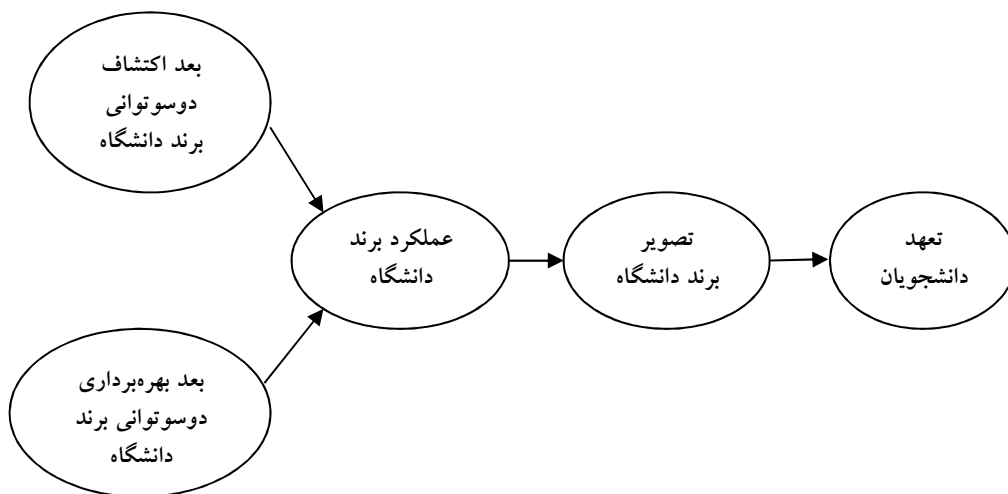 بعد اکتشاف
دوسوتوانی
برند دانشگاه
عملکرد برند
دانشگاه
تصویر
برند دانشگاه
تعهد
دانشجویان
بعد بهره‌برداری
دوسوتوانی برند
دانشگاه